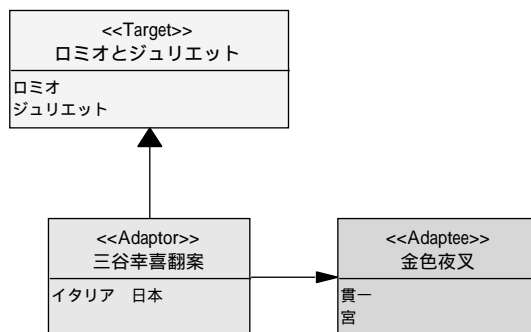 <<Target>>
ロミオとジュリエット
ロミオ
ジュリエット
<<Adaptor>>
三谷幸喜翻案
イタリア　日本
<<Adaptee>>
金色夜叉
貫一
宮